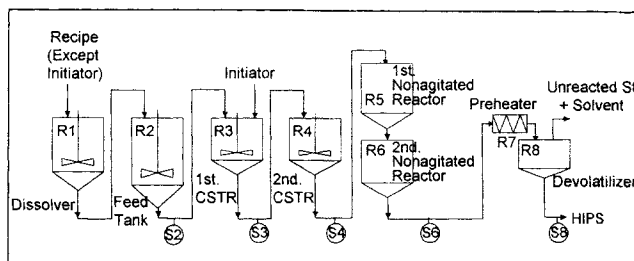 Recipe
(Except
Initiator)
R1
Dissolver
R2
Feed
Tank
S2
Initiator
R3
1st.
CSTR
S3
R4
2nd.
CSTR
S4
R5
1st.
Nonagitated
Reactor
R6
2nd.
Nonagitated
Reactor
S6
Preheater
R7
Unreacted St
+ Solvent
R8
Devolatilizer
HIPS
S8